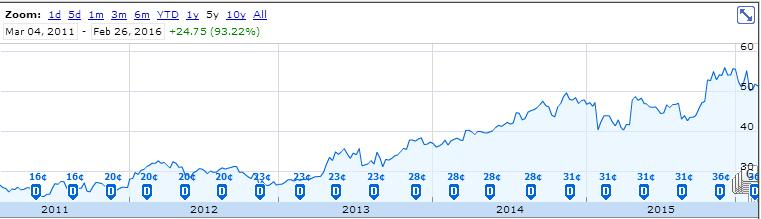 Zoom: 1d 5d 1m 3m 6m YTD 1y 5y 10y All
Mar 04, 2011 - Feb 26, 2016 +24.75 (93.22%)
60
50
40
30
16¢ 16¢ 20¢ 20¢ 20¢ 20¢ 23¢ 23¢ 23¢ 23¢ 28¢ 28¢ 28¢ 28¢ 31¢ 31¢ 31¢ 31¢ 36¢
D D D D D D D D D D D D D D D D D D D D
2011 2012 2013 2014 2015